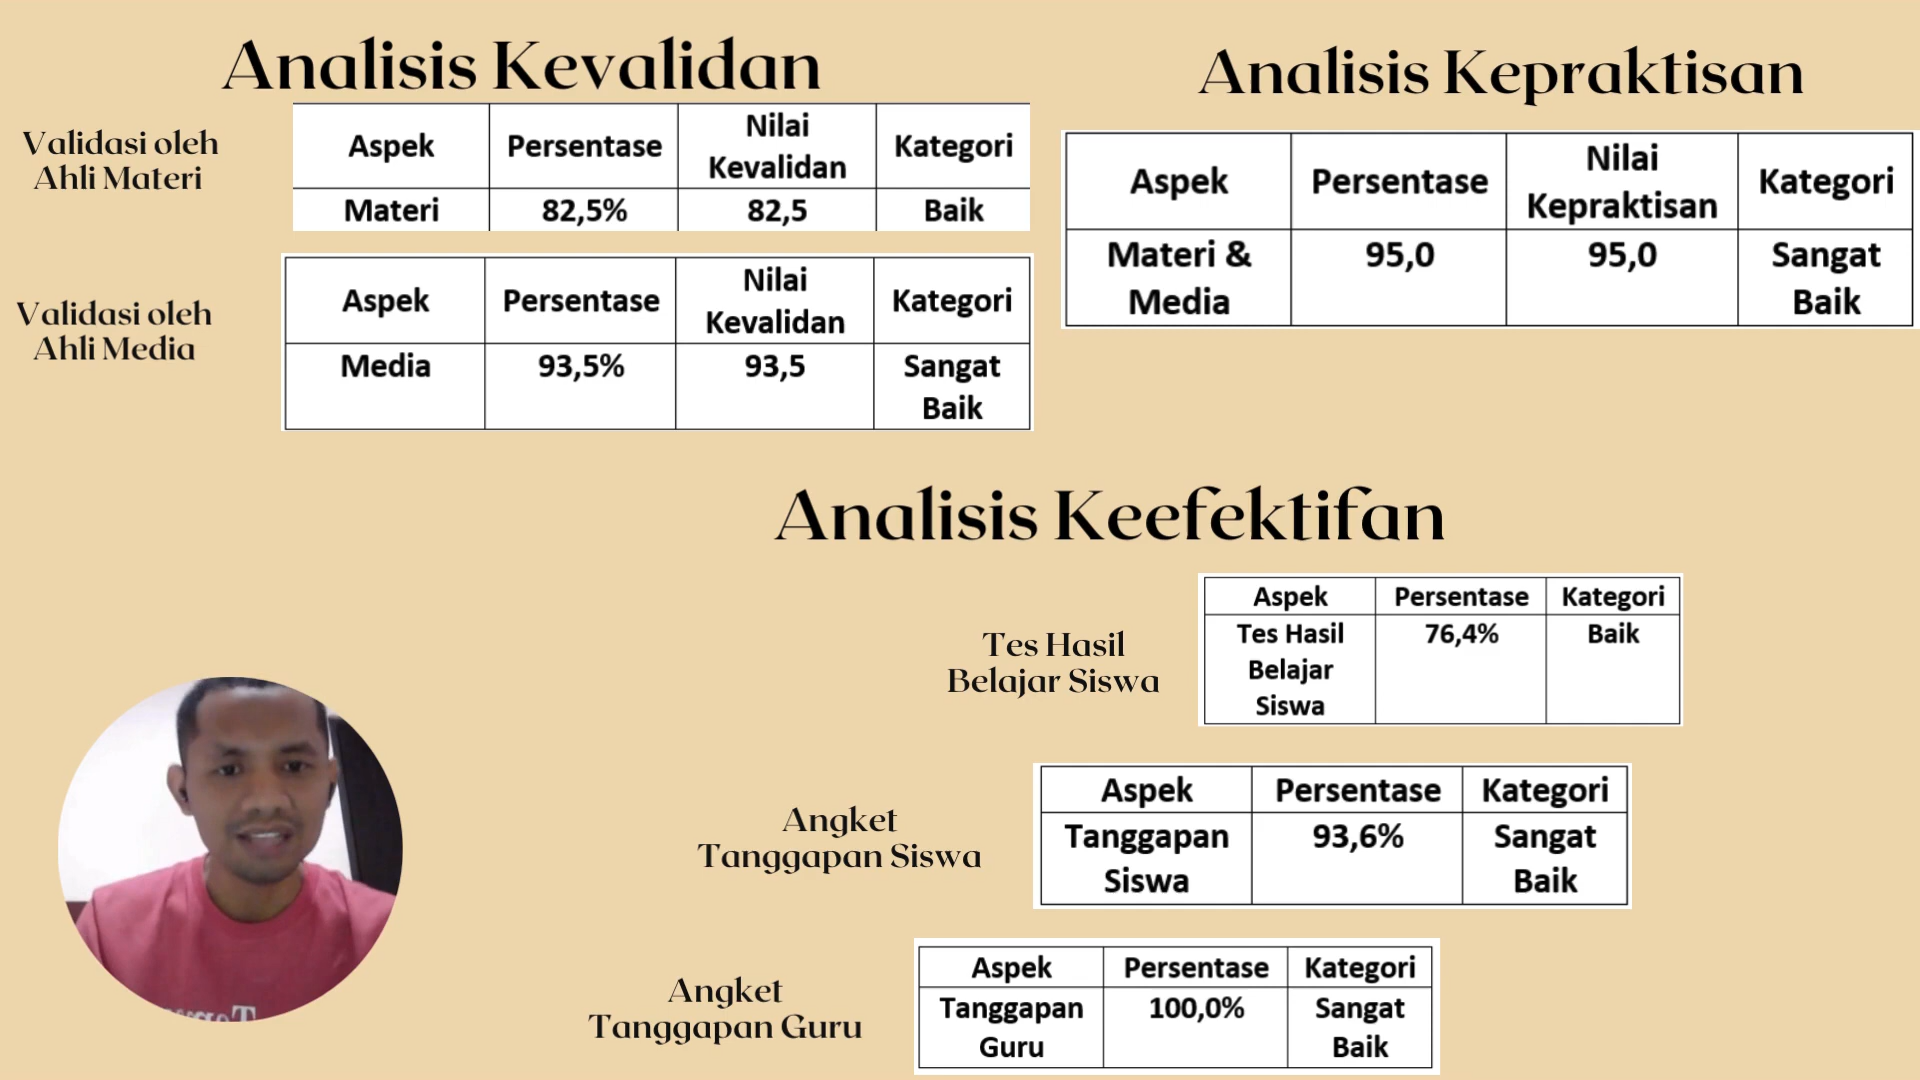 Analisis Kevalidan
Validasi oleh
Ahli Materi
Aspek Persentase Nilai Kevalidan Kategori
Materi 82,5% 82,5 Baik
Validasi oleh
Ahli Media
Aspek Persentase Nilai Kevalidan Kategori
Media 93,5% 93,5 Sangat Baik
Analisis Kepraktisan
Aspek Persentase Nilai Kepraktisan Kategori
Materi & Media 95,0 95,0 Sangat Baik
Analisis Keefektifan
Tes Hasil
Belajar Siswa
Aspek Persentase Kategori
Tes Hasil Belajar Siswa 76,4% Baik
Angket
Tanggapan Siswa
Aspek Persentase Kategori
Tanggapan Siswa 93,6% Sangat Baik
Angket
Tanggapan Guru
Aspek Persentase Kategori
Tanggapan Guru 100,0% Sangat Baik